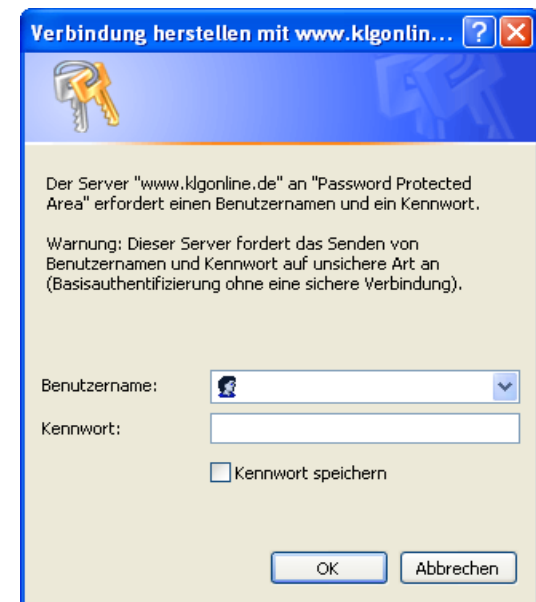 Verbindung herstellen mit www.klgonlin...
Der Server "www.klgonline.de" an "Password Protected
Area" erfordert einen Benutzernamen und ein Kennwort.
Warnung: Dieser Server fordert das Senden von
Benutzernamen und Kennwort auf unsichere Art an
(Basisauthentifizierung ohne eine sichere Verbindung).
Benutzername:
Kennwort:
Kennwort speichern
OK Abbrechen